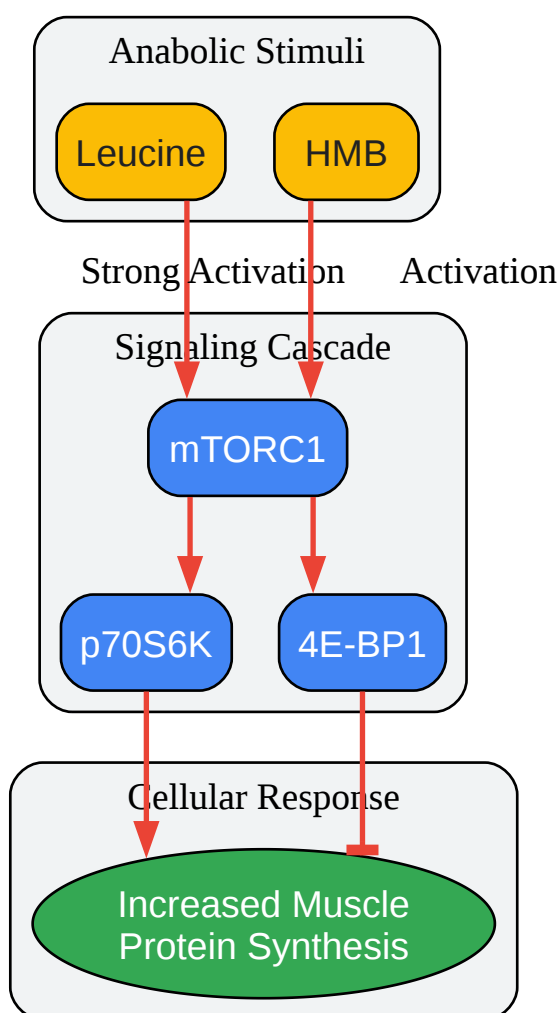 Anabolic Stimuli
Leucine
HMB
Strong Activation
Activation
Signaling Cascade
mTORC1
p70S6K
4E-BP1
Cellular Response
Increased Muscle
Protein Synthesis